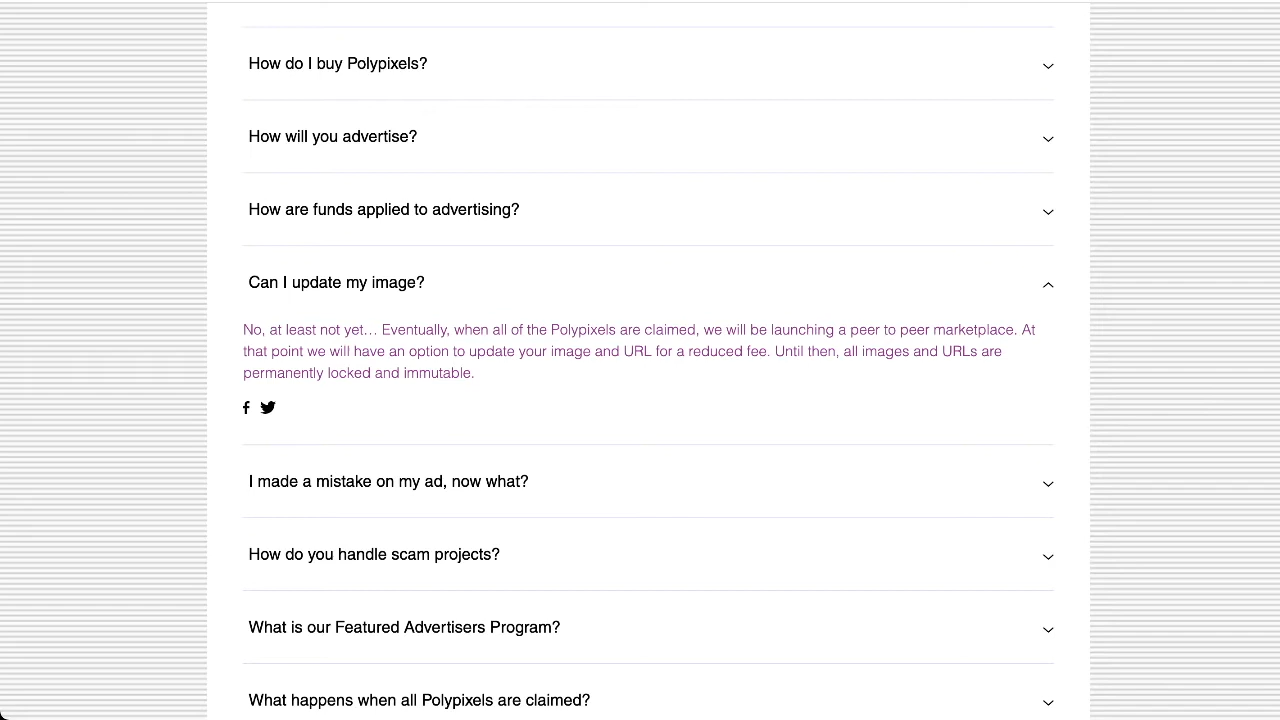 How do I buy Polypixels?
How will you advertise?
How are funds applied to advertising?
Can I update my image?
No, at least not yet… Eventually, when all of the Polypixels are claimed, we will be launching a peer to peer marketplace. At
that point we will have an option to update your image and URL for a reduced fee. Until then, all images and URLs are
permanently locked and immutable.
I made a mistake on my ad, now what?
How do you handle scam projects?
What is our Featured Advertisers Program?
What happens when all Polypixels are claimed?